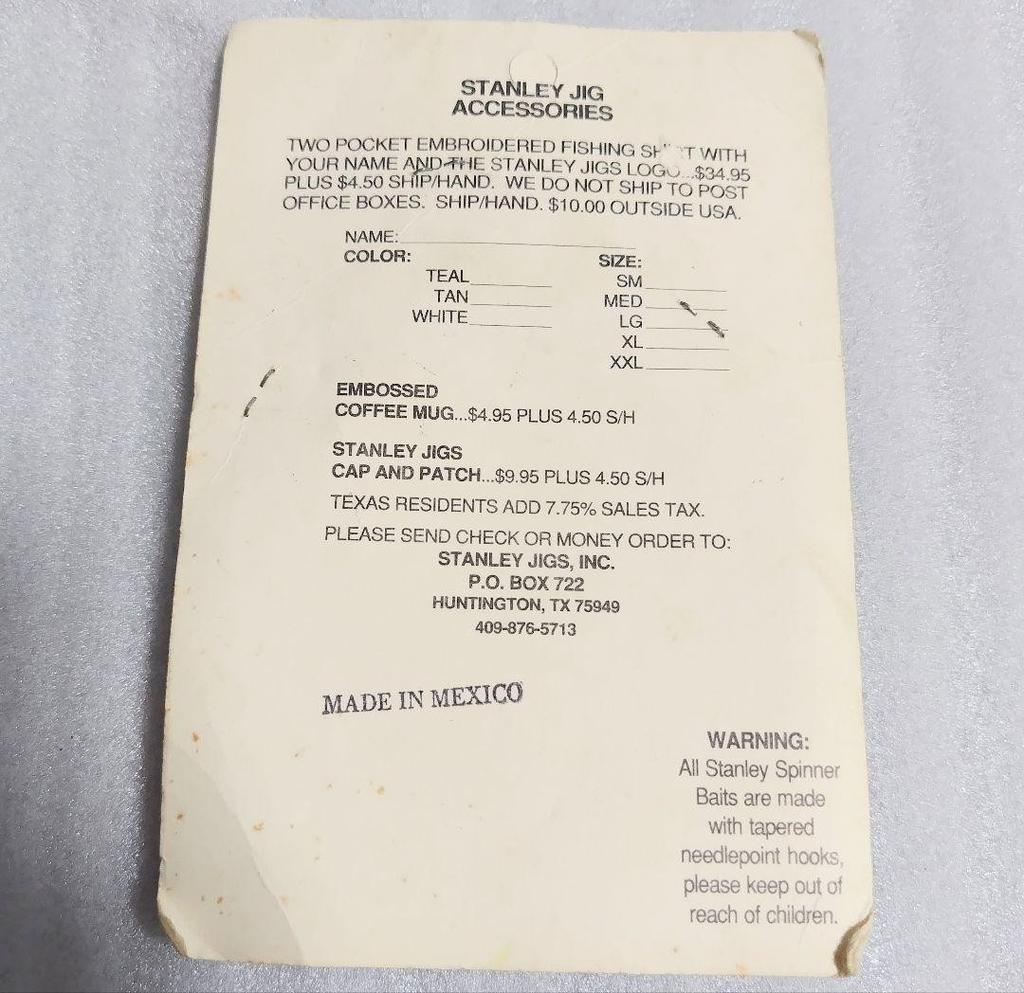 STANLEY JIG
ACCESSORIES
TWO POCKET EMBROIDERED FISHING WITH
YOUR NAME AND THE STANLEY JIGS LOGO...$34.95
PLUS $4.50 SHIP/HAND. WE DO NOT SHIP TO POST
OFFICE BOXES. SHIP/HAND. $10.00 OUTSIDE USA.
NAME:
COLOR: SIZE:
TEAL SM
TAN MED
WHITE LG
XL
XXL
EMBOSSED
COFFEE MUG...$4.95 PLUS 4.50 S/H
STANLEY JIGS
CAP AND PATCH...$9.95 PLUS 4.50 S/H
TEXAS RESIDENTS ADD 7.75% SALES TAX.
PLEASE SEND CHECK OR MONEY ORDER TO:
STANLEY JIGS, INC.
P.O. BOX 722
HUNTINGTON, TX 75949
409-876-5713
MADE IN MEXICO
WARNING:
All Stanley Spinner
Baits are made
with tapered
needlepoint hooks,
please keep out of
reach of children.